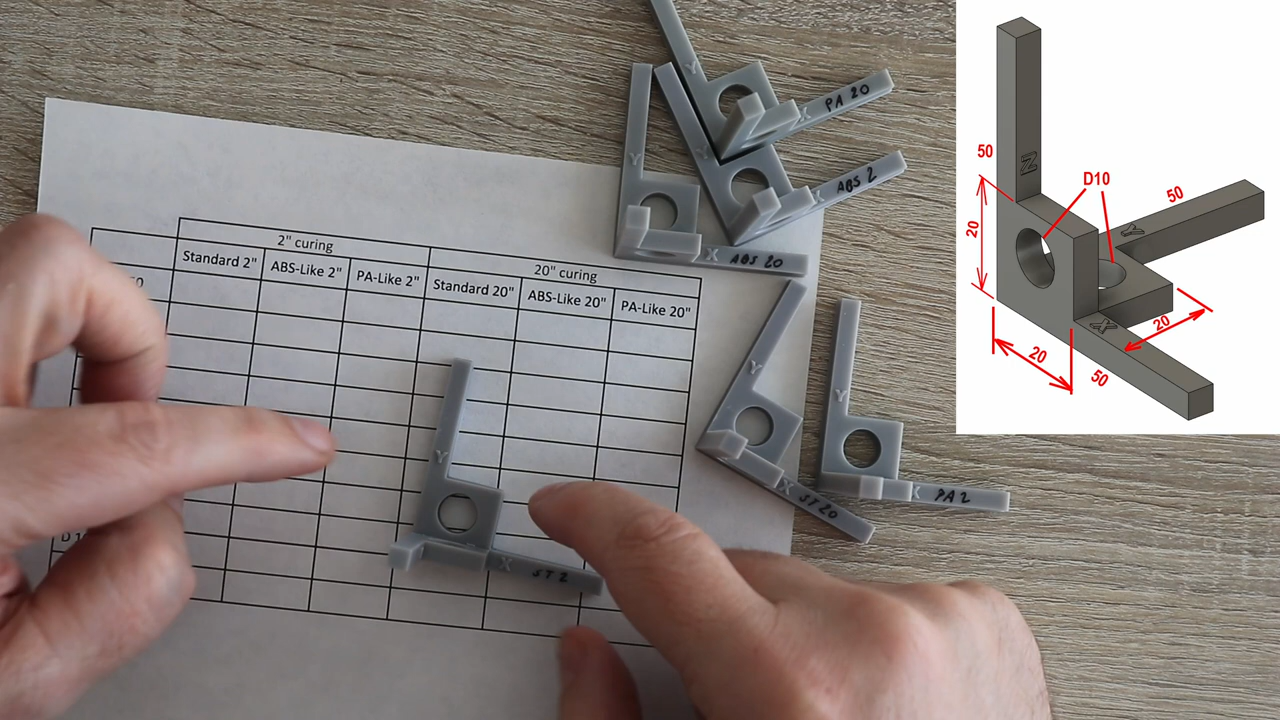 2" curing
20" curing
Standard 2"
ABS-Like 2"
PA-Like 2"
Standard 20"
ABS-Like 20"
PA-Like 20"
Y
X
PA 20
Y
X
ABS 2
Y
X
ABS 20
Y
X
ST 20
Y
X
PA 2
Y
X
ST 2
Z
50
D10
50
20
Y
X
20
20
50